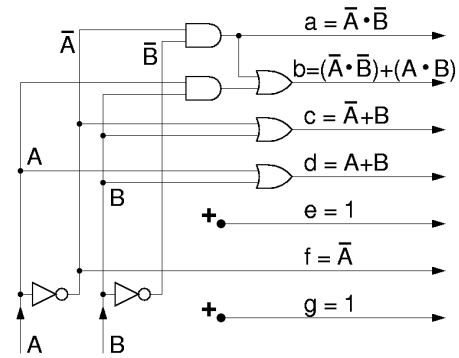 a = A̅•B̅
A̅
B̅
b=(A̅•B̅)+(A•B)
c = A̅+B
A
d = A+B
B
+
e = 1
f = A̅
+
g = 1
A
B